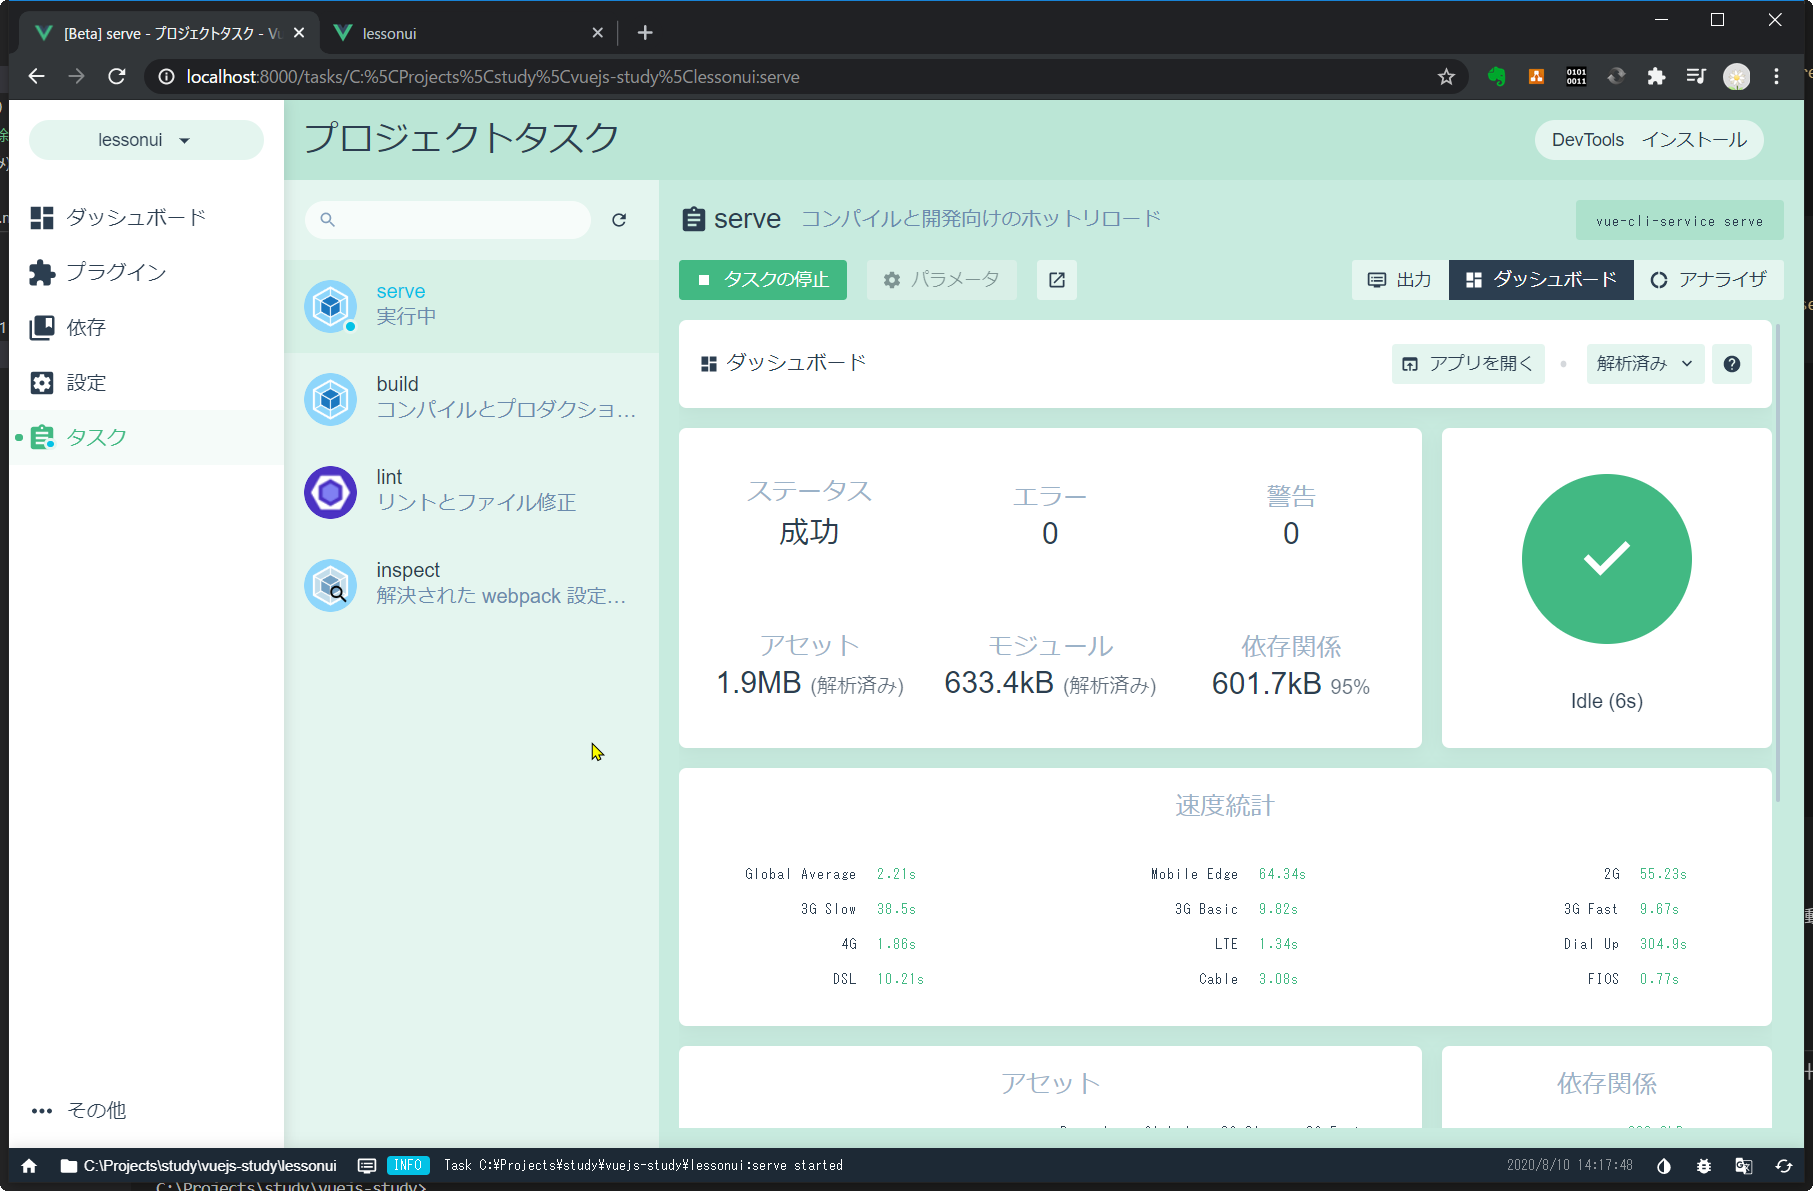 [Beta] serve - プロジェクトタスク - Vu
lessonui
localhost:8000/tasks/C:%5CProjects%5Cstudy%5Cvuejs-study%5Clessonui:serve
lessonui
プロジェクトタスク
DevTools インストール
ダッシュボード
プラグイン
依存
設定
タスク
その他
serve
実行中
build
コンパイルとプロダクショ...
lint
リントとファイル修正
inspect
解決された webpack 設定...
serve コンパイルと開発向けのホットリロード
vue-cli-service serve
タスクの停止
パラメータ
出力
ダッシュボード
アナライザ
ダッシュボード
アプリを開く
解析済み
ステータス
成功
エラー
0
警告
0
アセット
1.9MB (解析済み)
モジュール
633.4kB (解析済み)
依存関係
601.7kB 95%
Idle (6s)
速度統計
Global Average 2.21s
Mobile Edge 64.34s
2G 55.23s
3G Slow 38.5s
3G Basic 9.82s
3G Fast 9.67s
4G 1.86s
LTE 1.34s
Dial Up 304.9s
DSL 10.21s
Cable 3.08s
FIOS 0.77s
アセット
依存関係
C:\Projects\study\vuejs-study\lessonui
INFO
Task C:¥Projects¥study¥vuejs-study¥lessonui:serve started
2020/8/10 14:17:48
C:\Projects\study\vuejs-study>